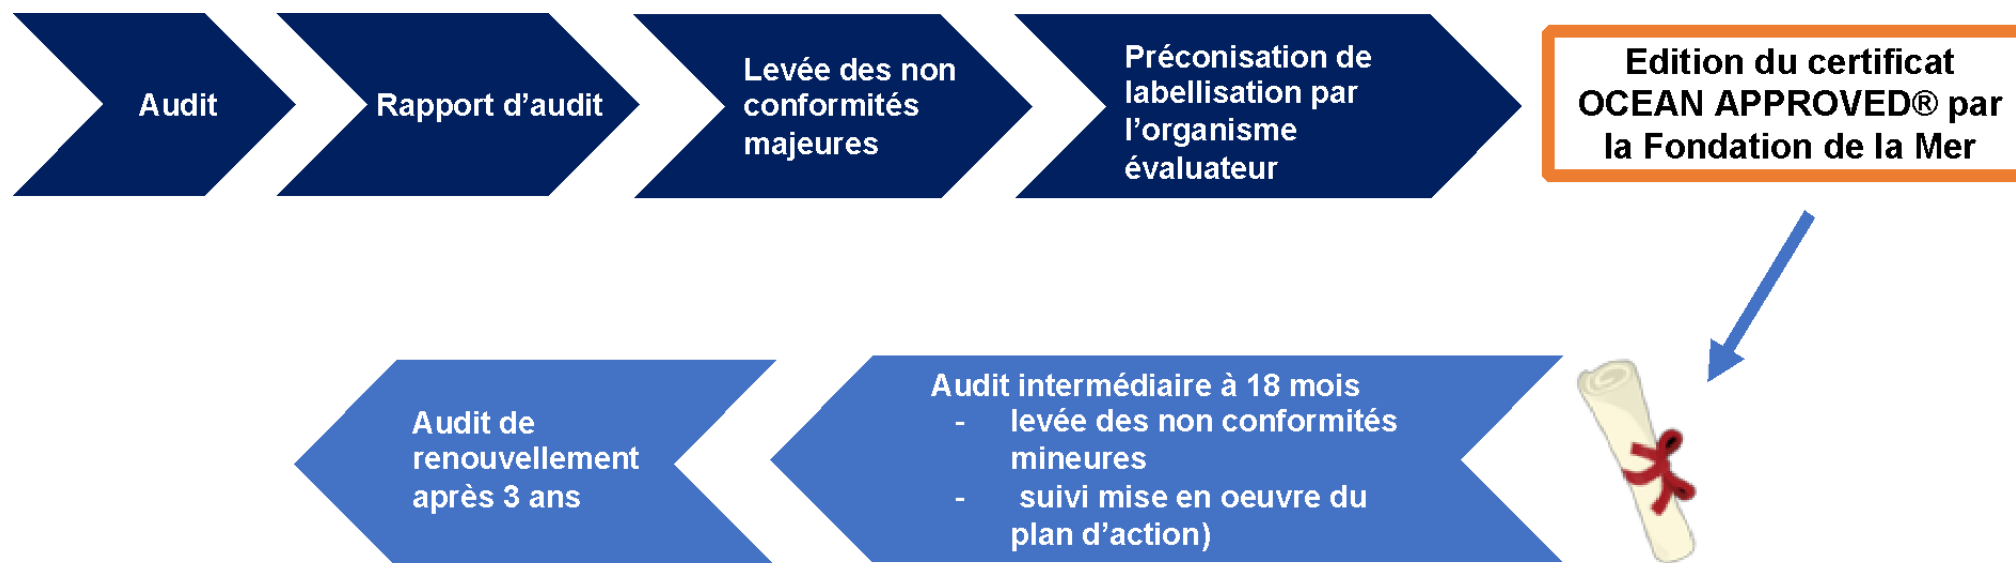 Audit
Rapport d’audit
Levée des non
conformités
majeures
Préconisation de
labellisation par
l’organisme
évaluateur
Edition du certificat
OCEAN APPROVED® par
la Fondation de la Mer
Audit intermédiaire à 18 mois
- levée des non conformités
mineures
- suivi mise en oeuvre du
plan d’action)
Audit de
renouvellement
après 3 ans